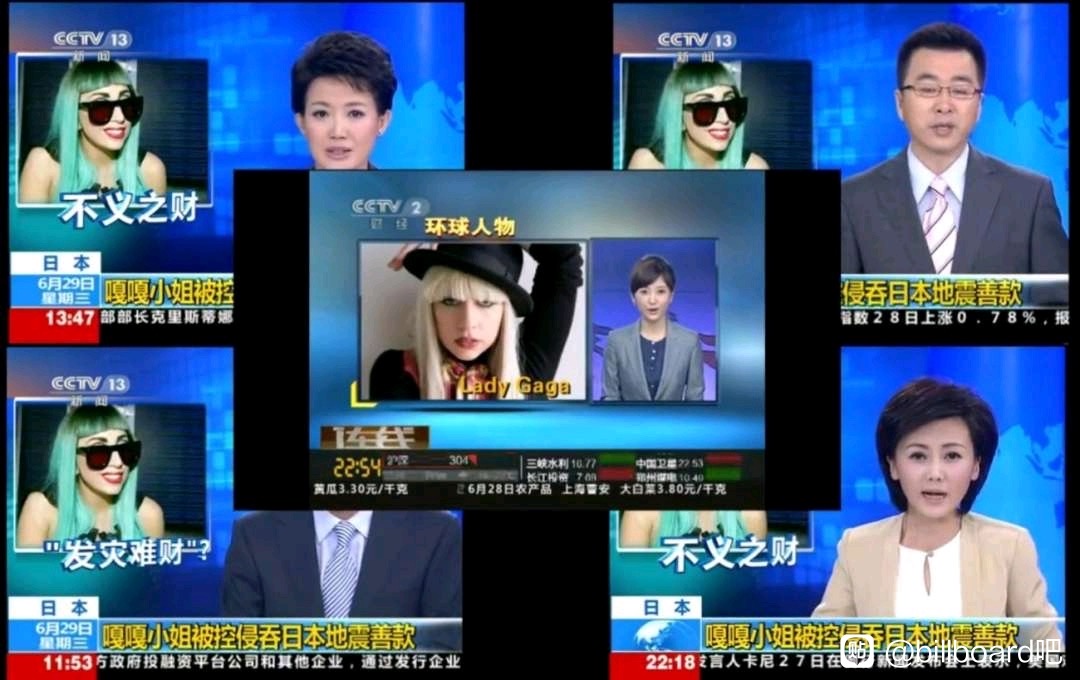 CCTV 13
新闻
不义之财
日本
6月29日
星期三
嘎嘎小姐被控
13:47
部部长克里斯蒂娜
CCTV 13
新闻
侵吞日本地震善款
指数28日上涨0.78%，报
CCTV 2
财经
环球人物
Lady Gaga
连线
22:54
沪深
304
三峡水利 10.77
中国卫星 22.53
长江投资
黄瓜3.30元/千克
6月28日农产品 上海曹安 大白菜3.80元/千克
CCTV 13
新闻
"发灾难财"?
日本
6月29日
星期三
嘎嘎小姐被控侵吞日本地震善款
11:53
方政府投融资平台公司和其他企业，通过发行企业
不义之财
日本
嘎嘎小姐被控侵吞日本地震善款
22:18
发言人卡尼27日在
贴 @billboard吧